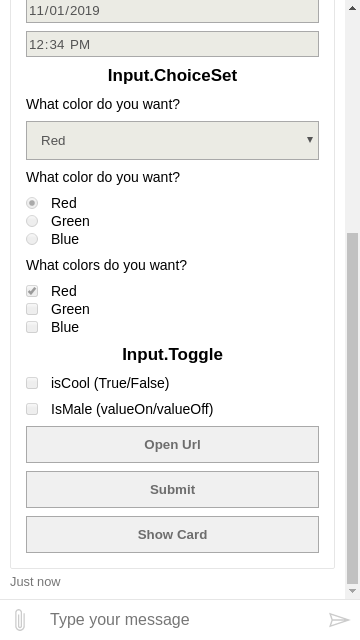 11/01/2019
12:34 PM
Input.ChoiceSet
What color do you want?
Red
What color do you want?
Red
Green
Blue
What colors do you want?
Red
Green
Blue
Input.Toggle
isCool (True/False)
IsMale (valueOn/valueOff)
Open Url
Submit
Show Card
Just now
Type your message